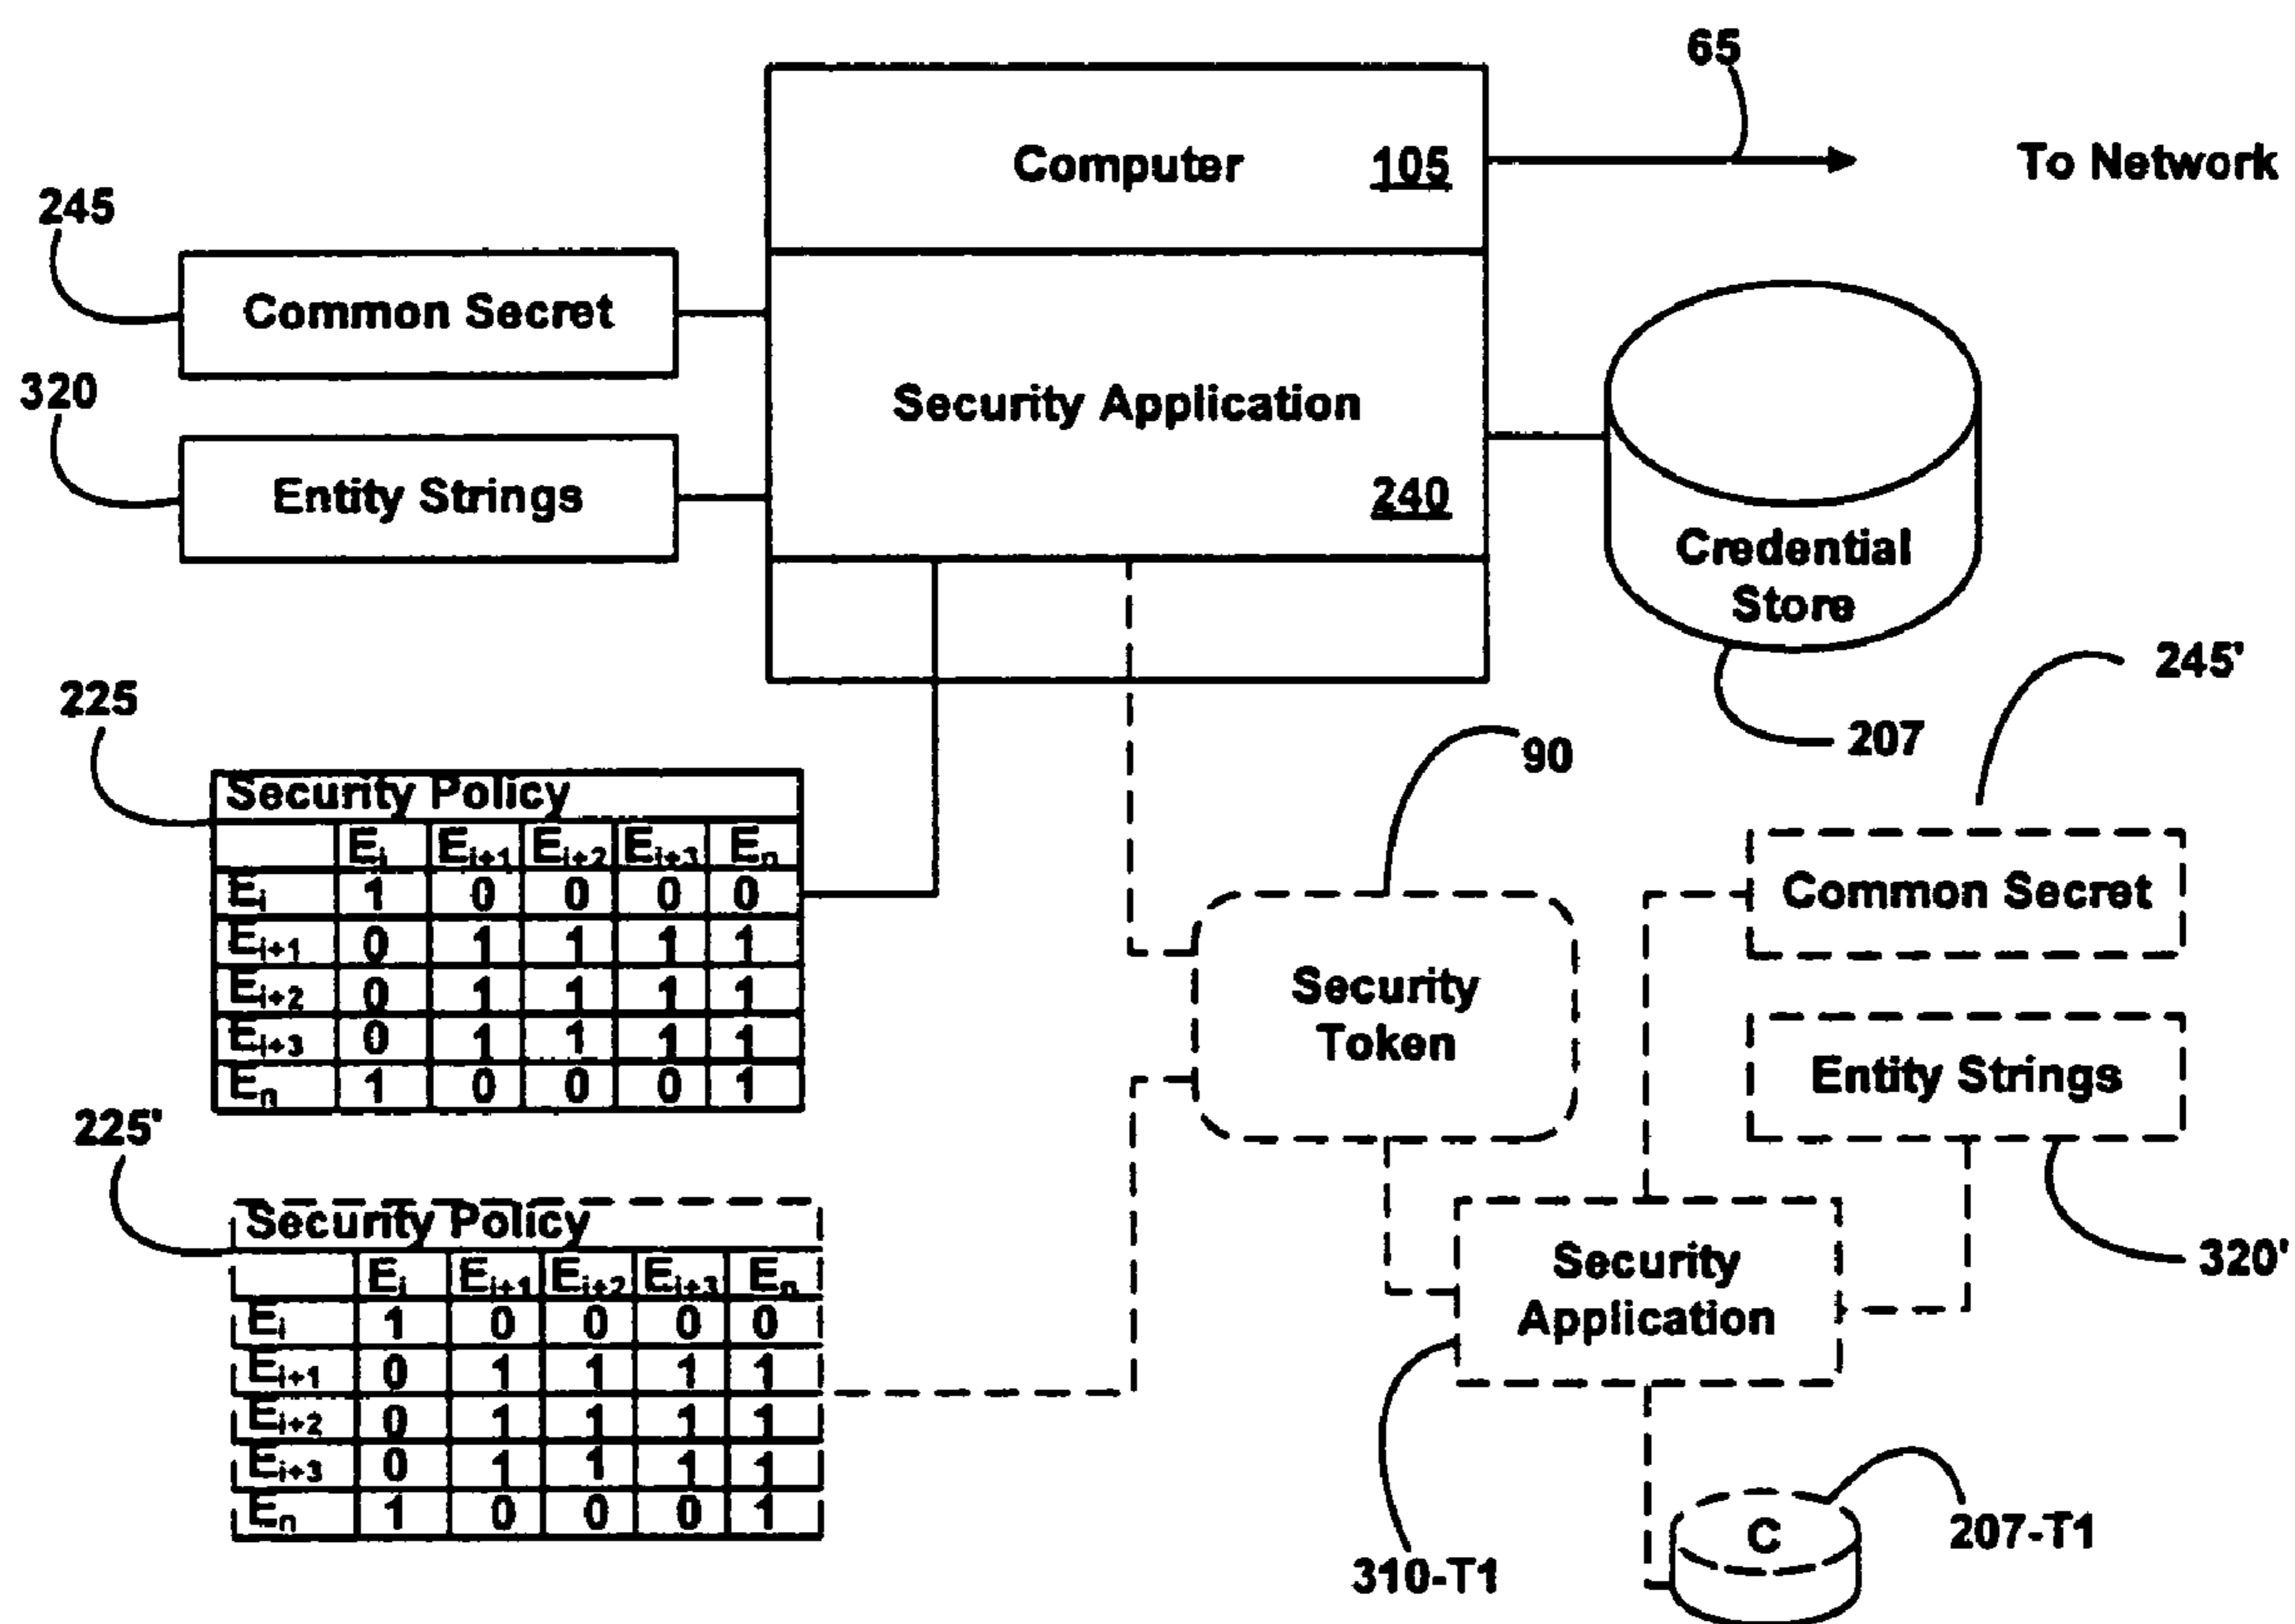 65
Computer 105
To Network
245
Common Secret
320
Security Application
Entity Strings
240
Credential
Store
245'
225
207
90
Security Policy
Eᵢ Eᵢ₊₁ Eᵢ₊₂ Eᵢ₊₃ Eₙ
Eᵢ 1 0 0 0 0
Eᵢ₊₁ 0 1 1 1 1
Eᵢ₊₂ 0 1 1 1 1
Eᵢ₊₃ 0 1 1 1 1
Eₙ 1 0 0 0 1
Common Secret
Security
Token
Entity Strings
225'
Security Policy
Eᵢ Eᵢ₊₁ Eᵢ₊₂ Eᵢ₊₃ Eₙ
Eᵢ 1 0 0 0 0
Eᵢ₊₁ 0 1 1 1 1
Eᵢ₊₂ 0 1 1 1 1
Eᵢ₊₃ 0 1 1 1 1
Eₙ 1 0 0 0 1
Security
Application
320'
C
207-T1
310-T1